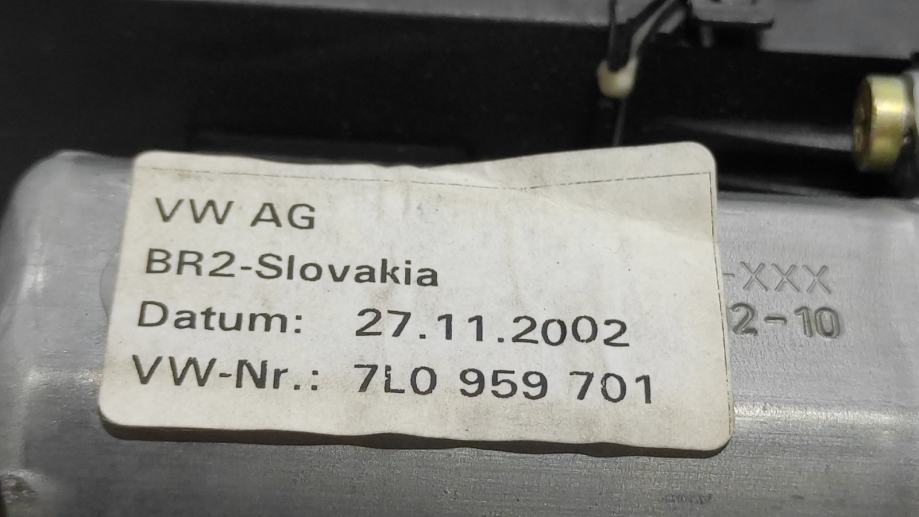 VW AG
BR2-Slovakia
Datum: 27.11.2002
VW-Nr.: 7L0 959 701
-XXX
2-10